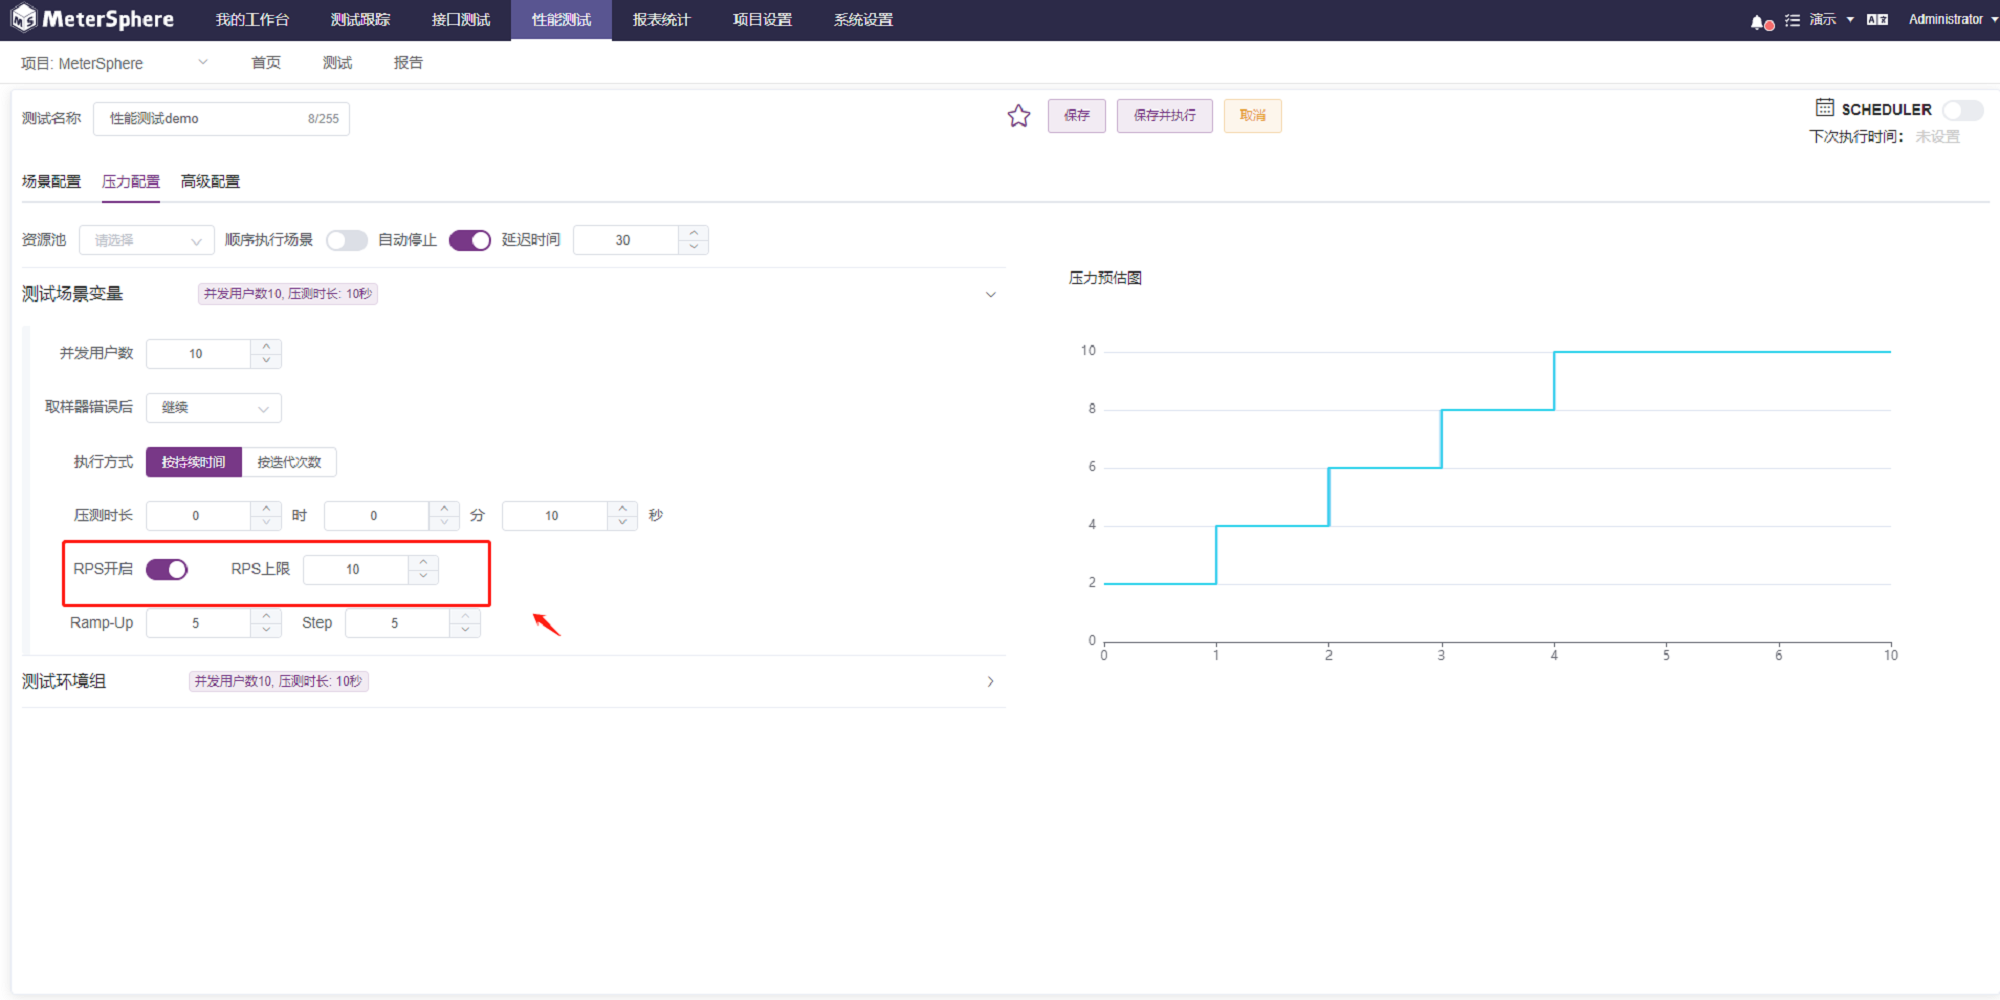 MeterSphere 我的工作台 测试跟踪 接口测试 性能测试 报表统计 项目设置 系统设置 演示 Administrator
项目: MeterSphere 首页 测试 报告
测试名称 性能测试demo 8/255 保存 保存并执行 取消 SCHEDULER
下次执行时间： 未设置
场景配置 压力配置 高级配置
资源池 请选择 顺序执行场景 自动停止 延迟时间 30
测试场景变量 并发用户数10, 压测时长: 10秒
压力预估图
并发用户数 10
取样器错误后 继续
执行方式 按持续时间 按迭代次数
压测时长 0 时 0 分 10 秒
RPS开启 RPS上限 10
Ramp-Up 5 Step 5
测试环境组 并发用户数10, 压测时长: 10秒
10
8
6
4
2
0
0 1 2 3 4 5 6 10